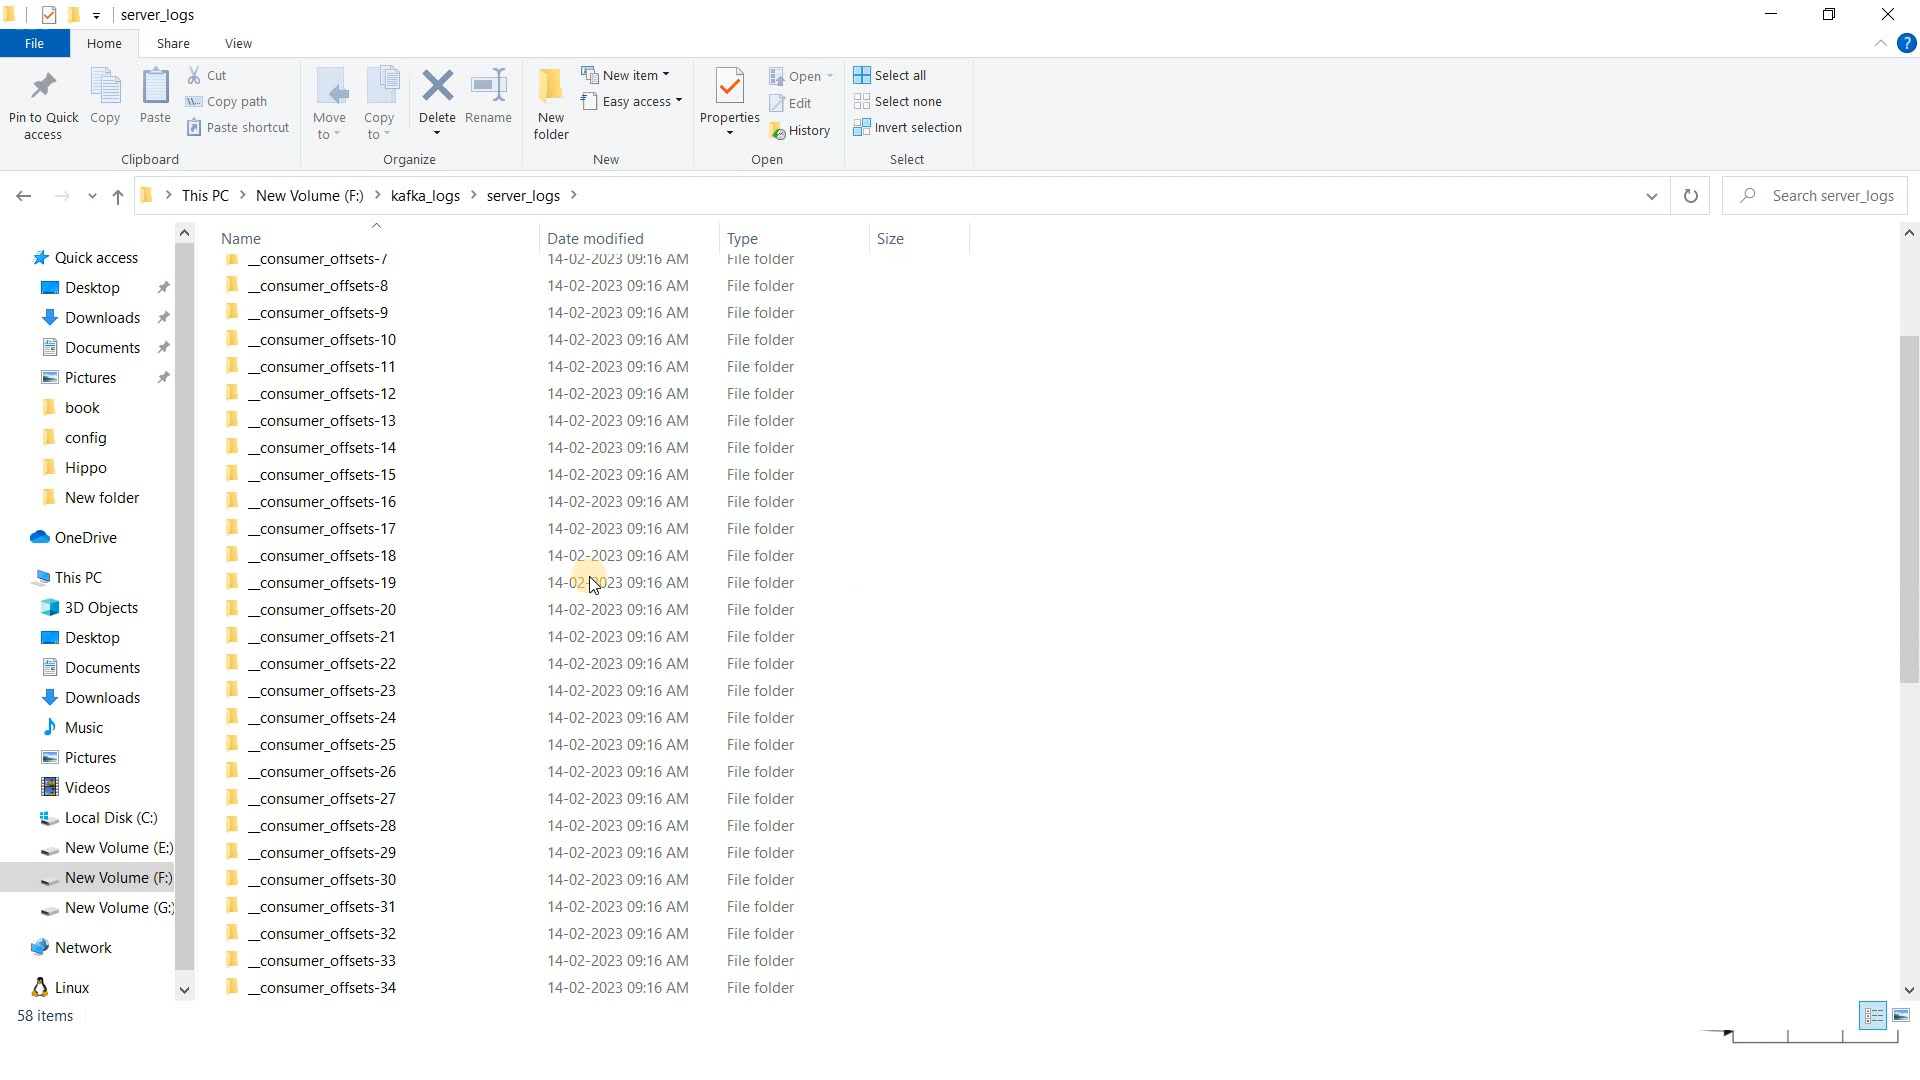 server_logs
File Home Share View
Pin to Quick access
Copy
Paste
Cut
Copy path
Paste shortcut
Clipboard
Move to
Copy to
Delete
Rename
Organize
New folder
New item
Easy access
New
Properties
Open
Edit
History
Open
Select all
Select none
Invert selection
Select
This PC > New Volume (F:) > kafka_logs > server_logs >
Search server_logs
Quick access
Desktop
Downloads
Documents
Pictures
book
config
Hippo
New folder
OneDrive
This PC
3D Objects
Desktop
Documents
Downloads
Music
Pictures
Videos
Local Disk (C:)
New Volume (E:)
New Volume (F:)
New Volume (G:)
Network
Linux
Name Date modified Type Size
__consumer_offsets-7 14-02-2023 09:16 AM File folder
__consumer_offsets-8 14-02-2023 09:16 AM File folder
__consumer_offsets-9 14-02-2023 09:16 AM File folder
__consumer_offsets-10 14-02-2023 09:16 AM File folder
__consumer_offsets-11 14-02-2023 09:16 AM File folder
__consumer_offsets-12 14-02-2023 09:16 AM File folder
__consumer_offsets-13 14-02-2023 09:16 AM File folder
__consumer_offsets-14 14-02-2023 09:16 AM File folder
__consumer_offsets-15 14-02-2023 09:16 AM File folder
__consumer_offsets-16 14-02-2023 09:16 AM File folder
__consumer_offsets-17 14-02-2023 09:16 AM File folder
__consumer_offsets-18 14-02-2023 09:16 AM File folder
__consumer_offsets-19 14-02-2023 09:16 AM File folder
__consumer_offsets-20 14-02-2023 09:16 AM File folder
__consumer_offsets-21 14-02-2023 09:16 AM File folder
__consumer_offsets-22 14-02-2023 09:16 AM File folder
__consumer_offsets-23 14-02-2023 09:16 AM File folder
__consumer_offsets-24 14-02-2023 09:16 AM File folder
__consumer_offsets-25 14-02-2023 09:16 AM File folder
__consumer_offsets-26 14-02-2023 09:16 AM File folder
__consumer_offsets-27 14-02-2023 09:16 AM File folder
__consumer_offsets-28 14-02-2023 09:16 AM File folder
__consumer_offsets-29 14-02-2023 09:16 AM File folder
__consumer_offsets-30 14-02-2023 09:16 AM File folder
__consumer_offsets-31 14-02-2023 09:16 AM File folder
__consumer_offsets-32 14-02-2023 09:16 AM File folder
__consumer_offsets-33 14-02-2023 09:16 AM File folder
__consumer_offsets-34 14-02-2023 09:16 AM File folder
58 items